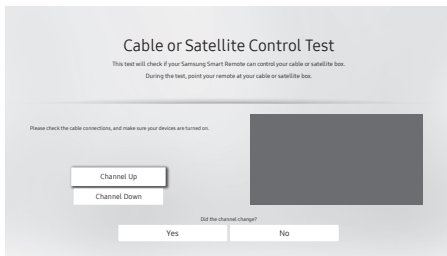 Cable or Satellite Control Test
This test will check if your Samsung Smart Remote can control your cable or satellite box.
During the test, point your remote at your cable or satellite box.
Please check the cable connections, and make sure your devices are turned on.
Channel Up
Channel Down
Did the channel change?
Yes
No